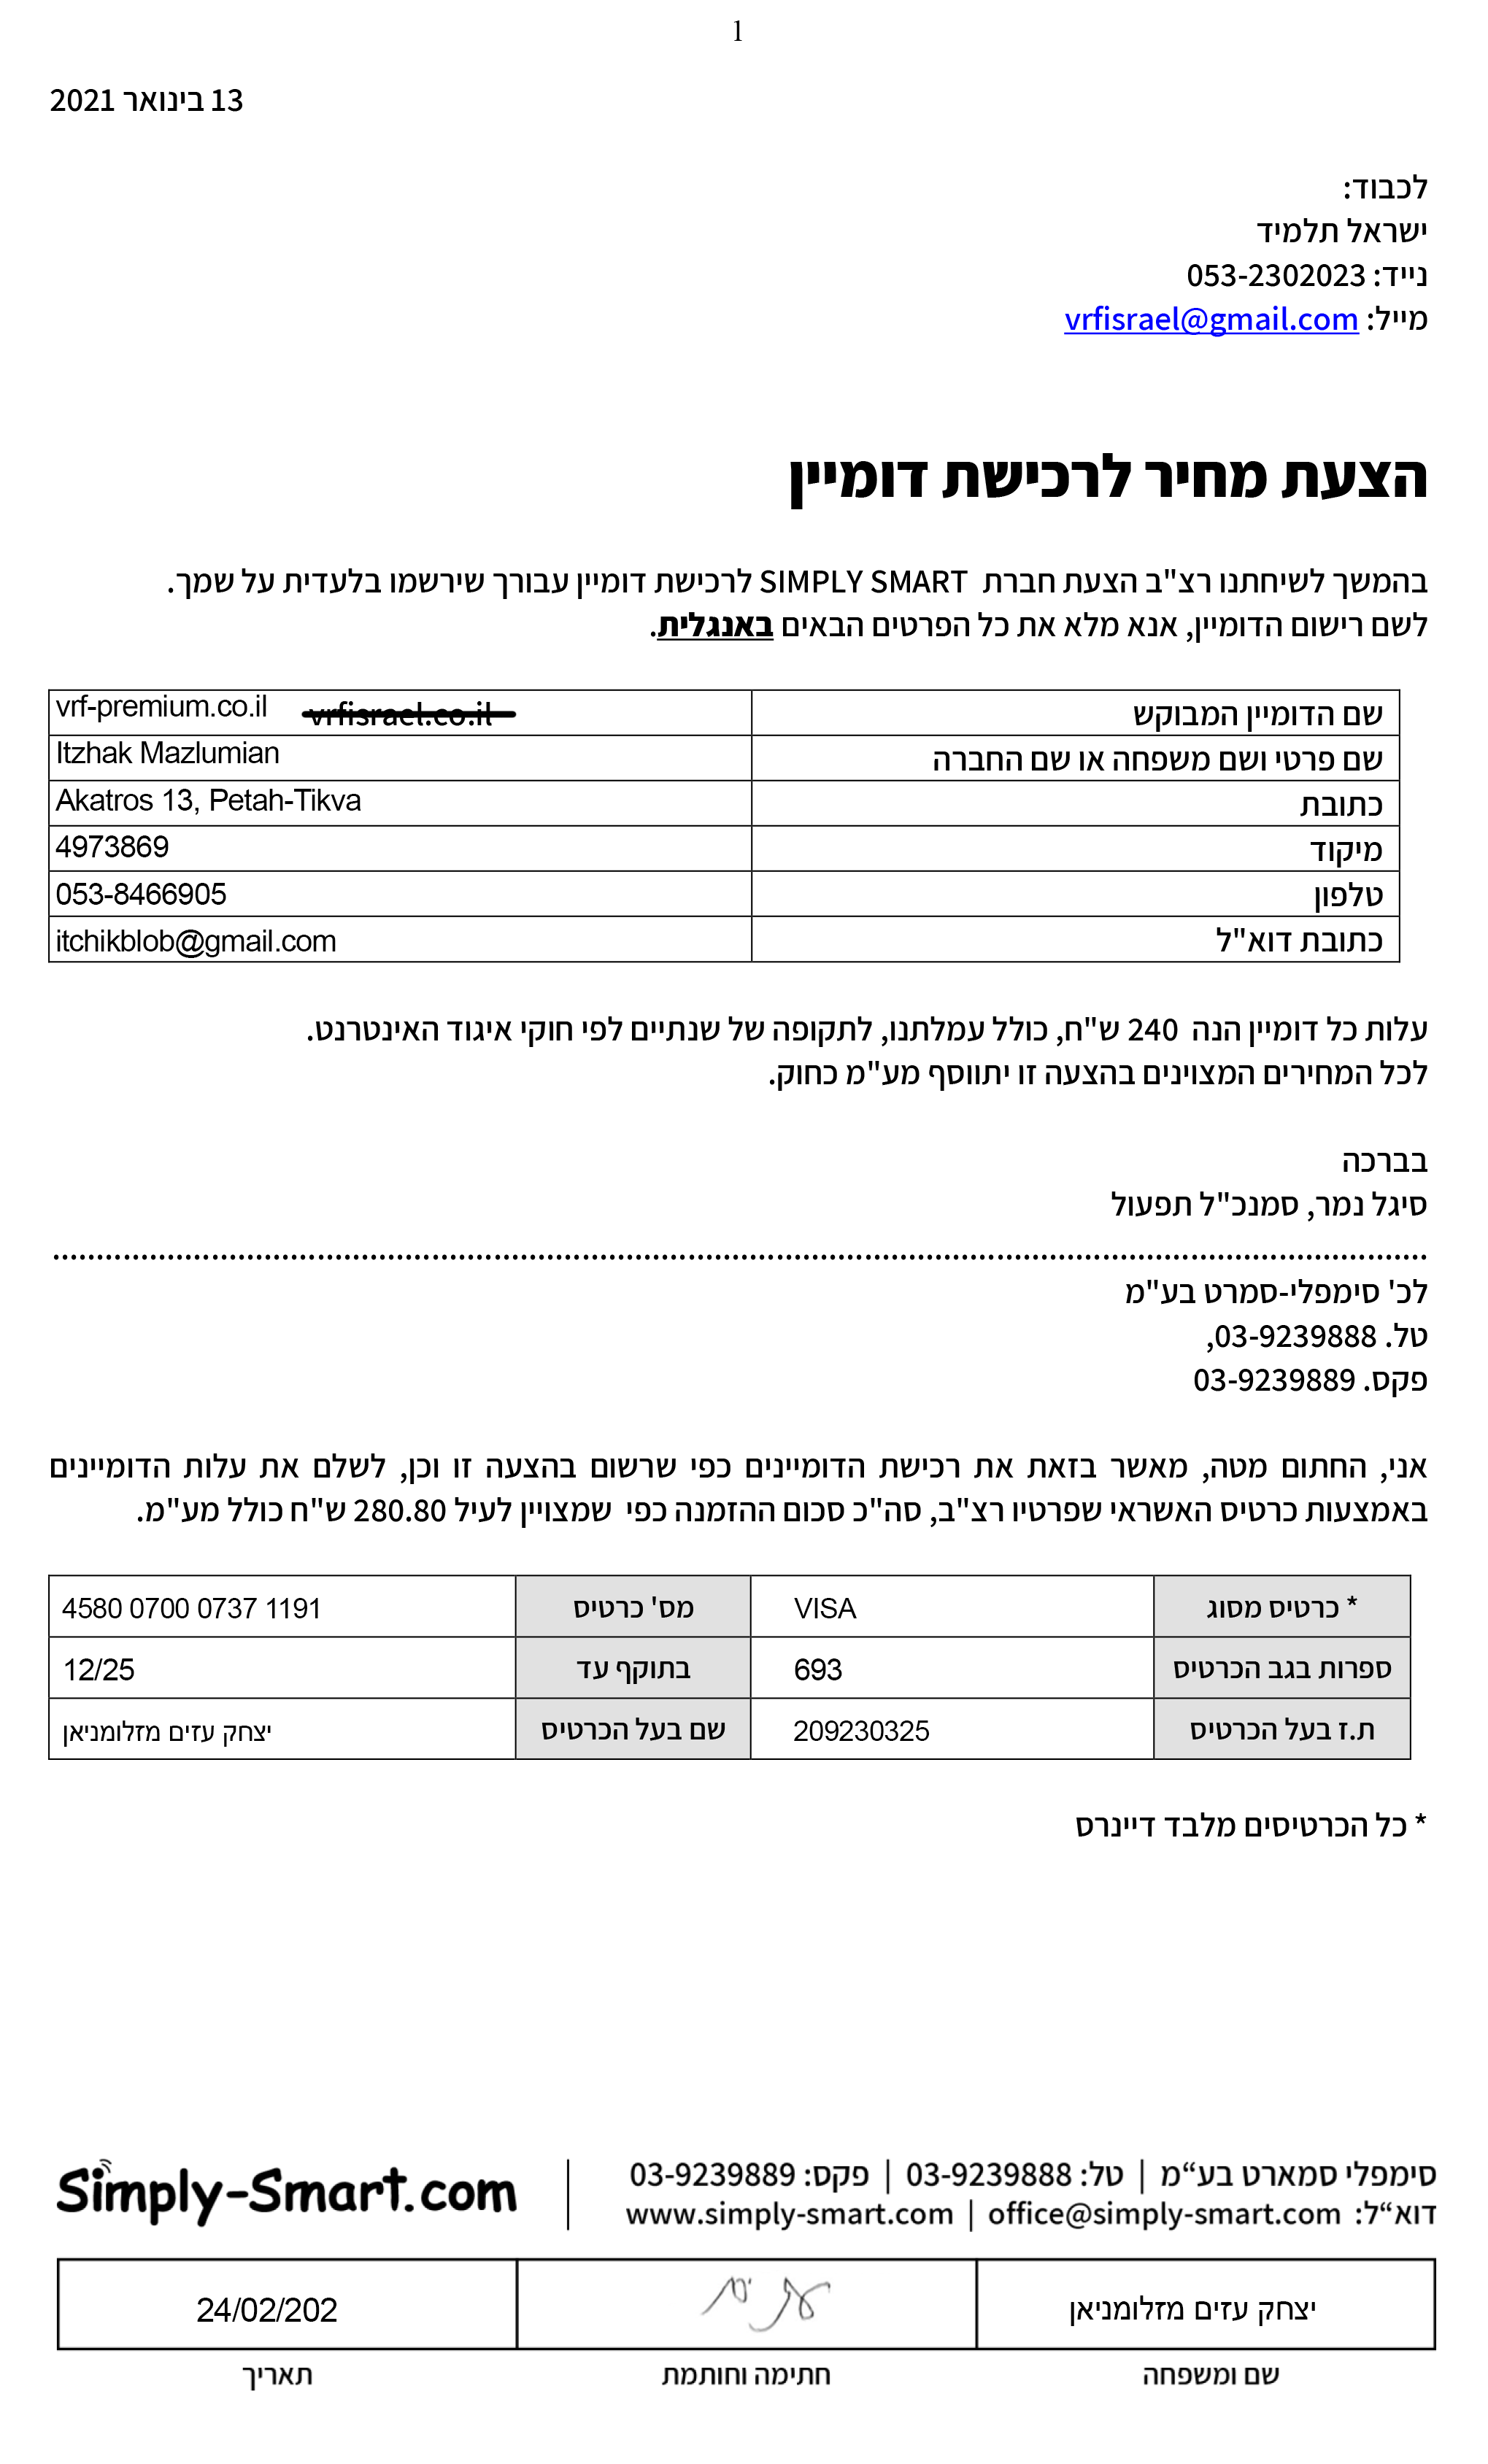 1
13 בינואר 2021
לכבוד:
ישראל תלמיד
נייד: 053-2302023
מייל: vrfisrael@gmail.com
הצעת מחיר לרכישת דומיין
בהמשך לשיחתנו רצ"ב הצעת חברת SIMPLY SMART לרכישת דומיין עבורך שירשמו בלעדית על שמך.
לשם רישום הדומיין, אנא מלא את כל הפרטים הבאים באנגלית.
שם הדומיין המבוקש vrfisrael.co.il vrf-premium.co.il
שם פרטי ושם משפחה או שם החברה Itzhak Mazlumian
כתובת Akatros 13, Petah-Tikva
מיקוד 4973869
טלפון 053-8466905
כתובת דוא"ל itchikblob@gmail.com
עלות כל דומיין הנה 240 ש"ח, כולל עמלתנו, לתקופה של שנתיים לפי חוקי איגוד האינטרנט.
לכל המחירים המצוינים בהצעה זו יתווסף מע"מ כחוק.
בברכה
סיגל נמר, סמנכ"ל תפעול
לכ' סימפלי-סמרט בע"מ
טל. 03-9239888,
פקס. 03-9239889
אני, החתום מטה, מאשר בזאת את רכישת הדומיינים כפי שרשום בהצעה זו וכן, לשלם את עלות הדומיינים
באמצעות כרטיס האשראי שפרטיו רצ"ב, סה"כ סכום ההזמנה כפי שמצויין לעיל 280.80 ש"ח כולל מע"מ.
* כרטיס מסוג VISA מס' כרטיס 4580 0700 0737 1191
ספרות בגב הכרטיס 693 בתוקף עד 12/25
ת.ז בעל הכרטיס 209230325 שם בעל הכרטיס יצחק עזים מזלומניאן
* כל הכרטיסים מלבד דיינרס
סימפלי סמארט בע“מ | טל: 03-9239888 | פקס: 03-9239889
דוא“ל: office@simply-smart.com | www.simply-smart.com
Simply-Smart.com
יצחק עזים מזלומניאן 24/02/202
שם ומשפחה חתימה וחותמת תאריך